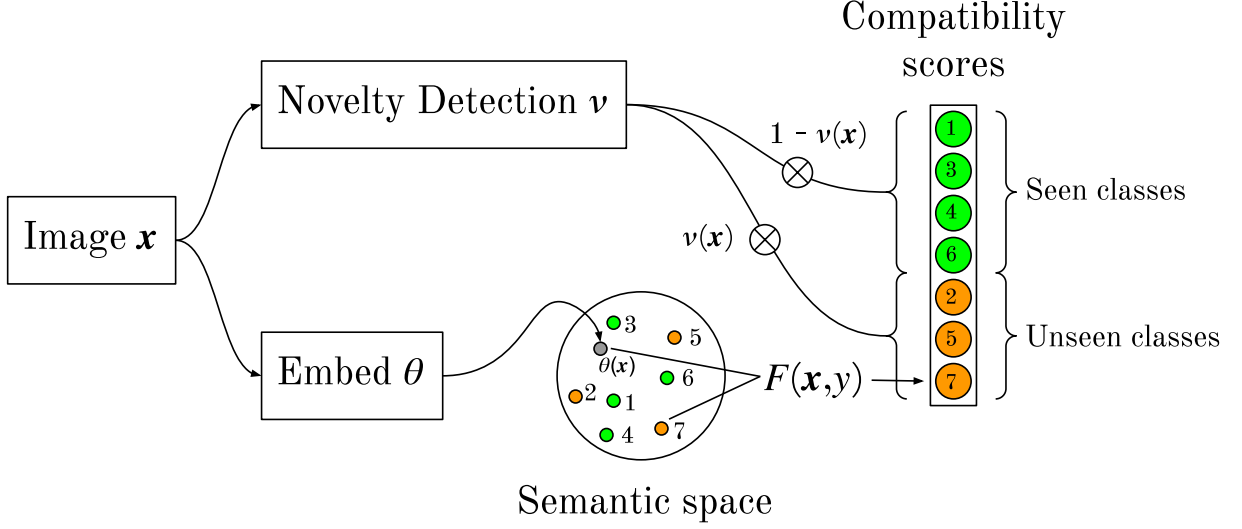 Compatibility
scores
Novelty Detection ν
1 - ν(x)
ν(x)
Image x
Embed θ
3
5
θ(x)
6
2
1
4
7
F(x,y)
Semantic space
1
3
4
6
2
5
7
Seen classes
Unseen classes